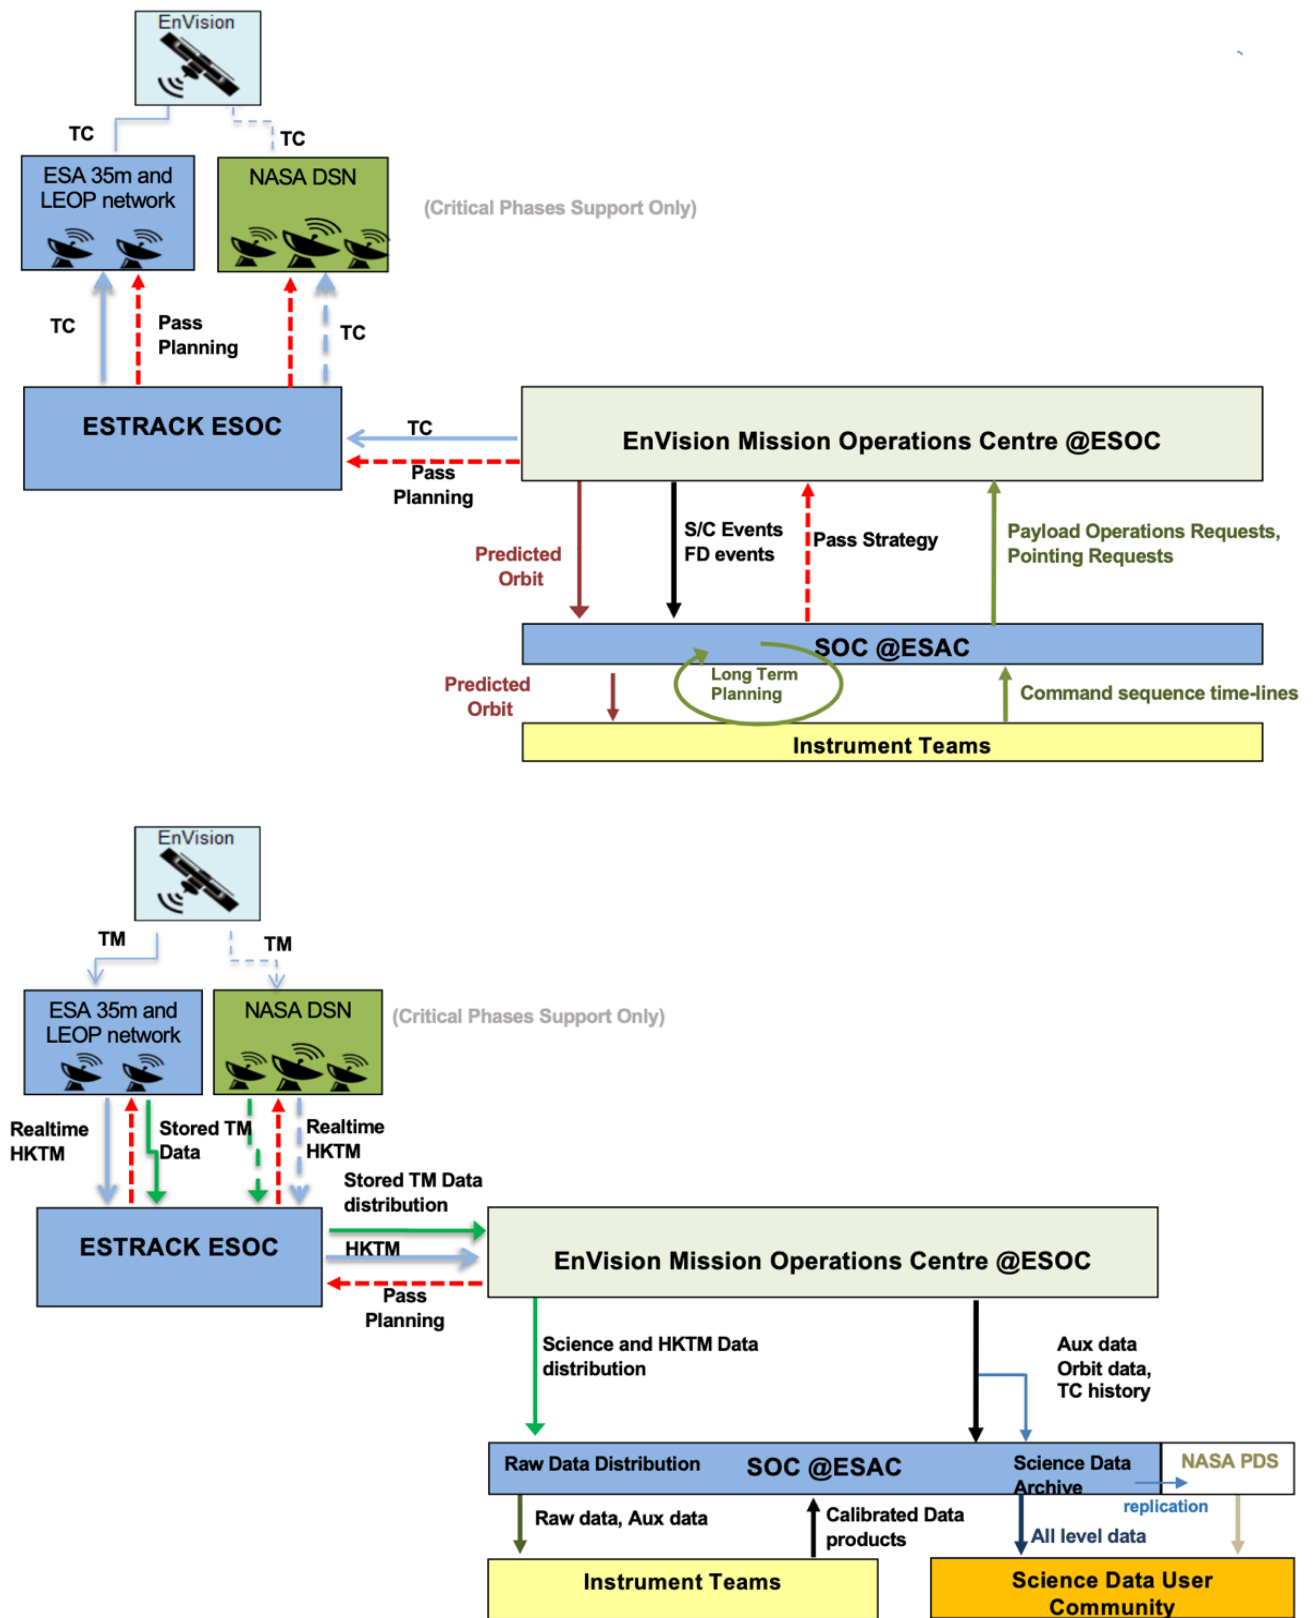 EnVision
TC
TC
ESA 35m and
LEOP network
NASA DSN
(Critical Phases Support Only)
TC
Pass
Planning
TC
ESTRACK ESOC
TC
Pass
Planning
EnVision Mission Operations Centre @ESOC
Predicted
Orbit
S/C Events
FD events
Pass Strategy
Payload Operations Requests,
Pointing Requests
SOC @ESAC
Predicted
Orbit
Long Term
Planning
Command sequence time-lines
Instrument Teams
EnVision
TM
TM
ESA 35m and
LEOP network
NASA DSN
(Critical Phases Support Only)
Realtime
HKTM
Stored TM
Data
Realtime
HKTM
Stored TM Data
distribution
ESTRACK ESOC
HKTM
Pass
Planning
EnVision Mission Operations Centre @ESOC
Science and HKTM Data
distribution
Aux data
Orbit data,
TC history
Raw Data Distribution
SOC @ESAC
Science Data
Archive
NASA PDS
replication
Raw data, Aux data
Calibrated Data
products
All level data
Instrument Teams
Science Data User
Community